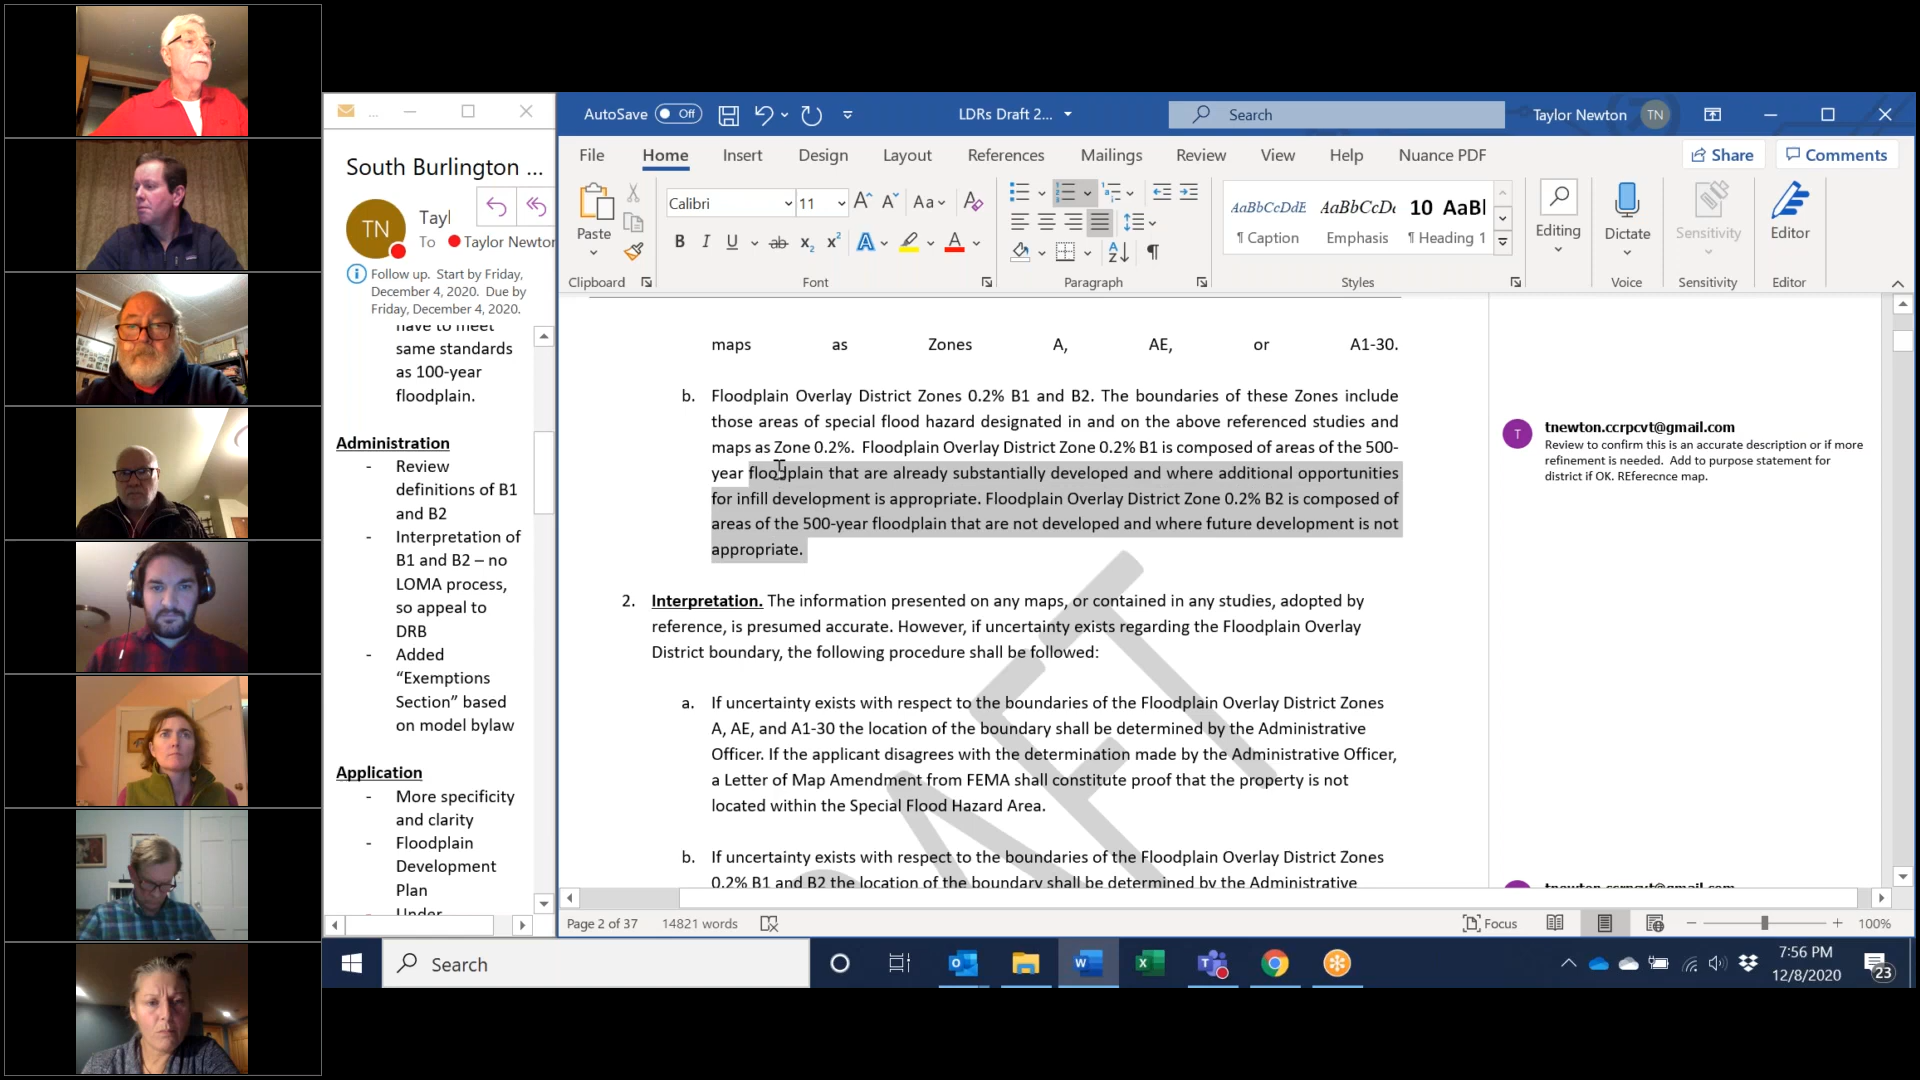 ...
South Burlington ...
TN
Tayl
To Taylor Newton
Follow up. Start by Friday,
December 4, 2020. Due by
Friday, December 4, 2020.
have to meet
same standards
as 100-year
floodplain.
Administration
- Review
definitions of B1
and B2
- Interpretation of
B1 and B2 – no
LOMA process,
so appeal to
DRB
- Added
“Exemptions
Section” based
on model bylaw
Application
- More specificity
and clarity
- Floodplain
Development
Plan
- Under
AutoSave Off
LDRs Draft 2...
Search
Taylor Newton TN
File Home Insert Design Layout References Mailings Review View Help Nuance PDF
Share Comments
Paste
Clipboard
Calibri 11
Aa
B I U ab x2 x2 A A
Font
Paragraph
AaBbCcDdE AaBbCcDc 10 AaBl
¶ Caption Emphasis ¶ Heading 1
Styles
Editing
Dictate
Voice
Sensitivity
Sensitivity
Editor
Editor
maps as Zones A, AE, or A1-30.
b. Floodplain Overlay District Zones 0.2% B1 and B2. The boundaries of these Zones include
those areas of special flood hazard designated in and on the above referenced studies and
maps as Zone 0.2%. Floodplain Overlay District Zone 0.2% B1 is composed of areas of the 500-
year floodplain that are already substantially developed and where additional opportunities
for infill development is appropriate. Floodplain Overlay District Zone 0.2% B2 is composed of
areas of the 500-year floodplain that are not developed and where future development is not
appropriate.
2. Interpretation. The information presented on any maps, or contained in any studies, adopted by
reference, is presumed accurate. However, if uncertainty exists regarding the Floodplain Overlay
District boundary, the following procedure shall be followed:
a. If uncertainty exists with respect to the boundaries of the Floodplain Overlay District Zones
A, AE, and A1-30 the location of the boundary shall be determined by the Administrative
Officer. If the applicant disagrees with the determination made by the Administrative Officer,
a Letter of Map Amendment from FEMA shall constitute proof that the property is not
located within the Special Flood Hazard Area.
b. If uncertainty exists with respect to the boundaries of the Floodplain Overlay District Zones
0.2% B1 and B2 the location of the boundary shall be determined by the Administrative
T
tnewton.ccrpcvt@gmail.com
Review to confirm this is an accurate description or if more
refinement is needed. Add to purpose statement for
district if OK. REferecnce map.
tnewton.ccrpcvt@gmail.com
Page 2 of 37 14821 words
Focus
100%
Search
7:56 PM
12/8/2020
23